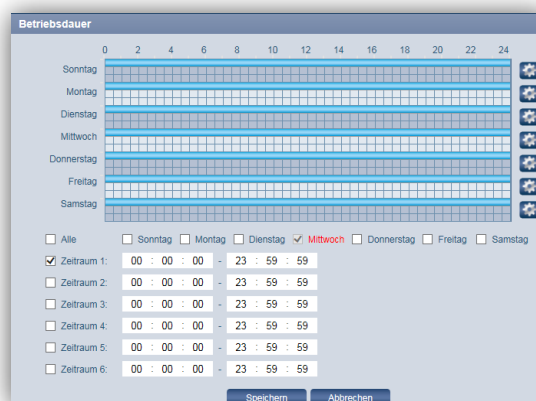 Betriebsdauer
0 2 4 6 8 10 12 14 16 18 20 22 24
Sonntag
Montag
Dienstag
Mittwoch
Donnerstag
Freitag
Samstag
Alle Sonntag Montag Dienstag Mittwoch Donnerstag Freitag Samstag
Zeitraum 1: 00 : 00 : 00 - 23 : 59 : 59
Zeitraum 2: 00 : 00 : 00 - 23 : 59 : 59
Zeitraum 3: 00 : 00 : 00 - 23 : 59 : 59
Zeitraum 4: 00 : 00 : 00 - 23 : 59 : 59
Zeitraum 5: 00 : 00 : 00 - 23 : 59 : 59
Zeitraum 6: 00 : 00 : 00 - 23 : 59 : 59
Speichern Abbrechen